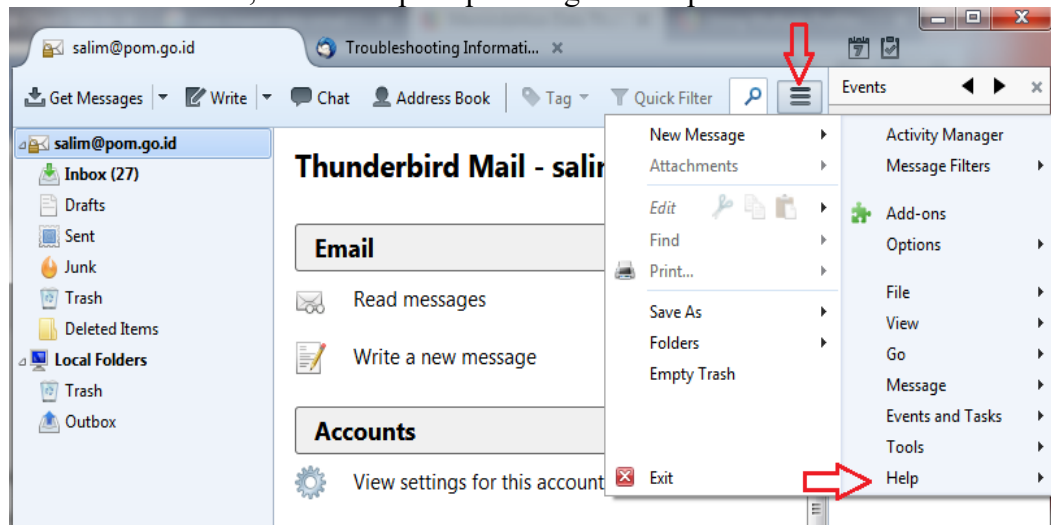 salim@pom.go.id
Troubleshooting Informati...
Get Messages
Write
Chat
Address Book
Tag
Quick Filter
Events
salim@pom.go.id
Inbox (27)
Drafts
Sent
Junk
Trash
Deleted Items
Local Folders
Trash
Outbox
Thunderbird Mail - salim
Email
Read messages
Write a new message
Accounts
View settings for this account
New Message
Attachments
Edit
Find
Print...
Save As
Folders
Empty Trash
Exit
Activity Manager
Message Filters
Add-ons
Options
File
View
Go
Message
Events and Tasks
Tools
Help